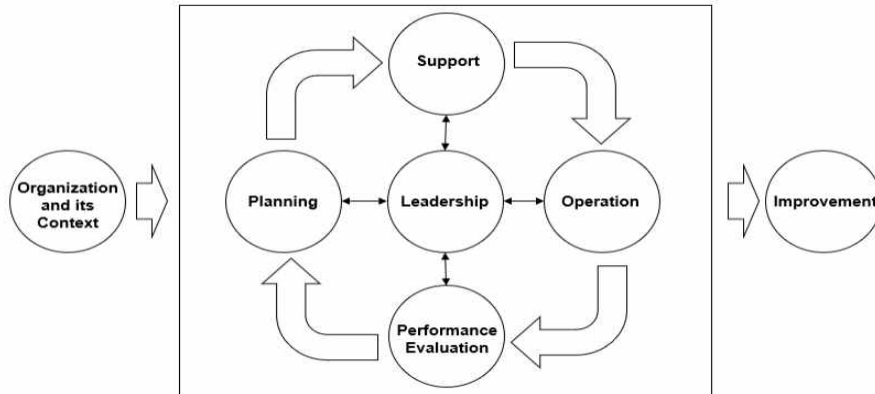 Support
Organization
and its
Context
Planning
Leadership
Operation
Improvement
Performance
Evaluation